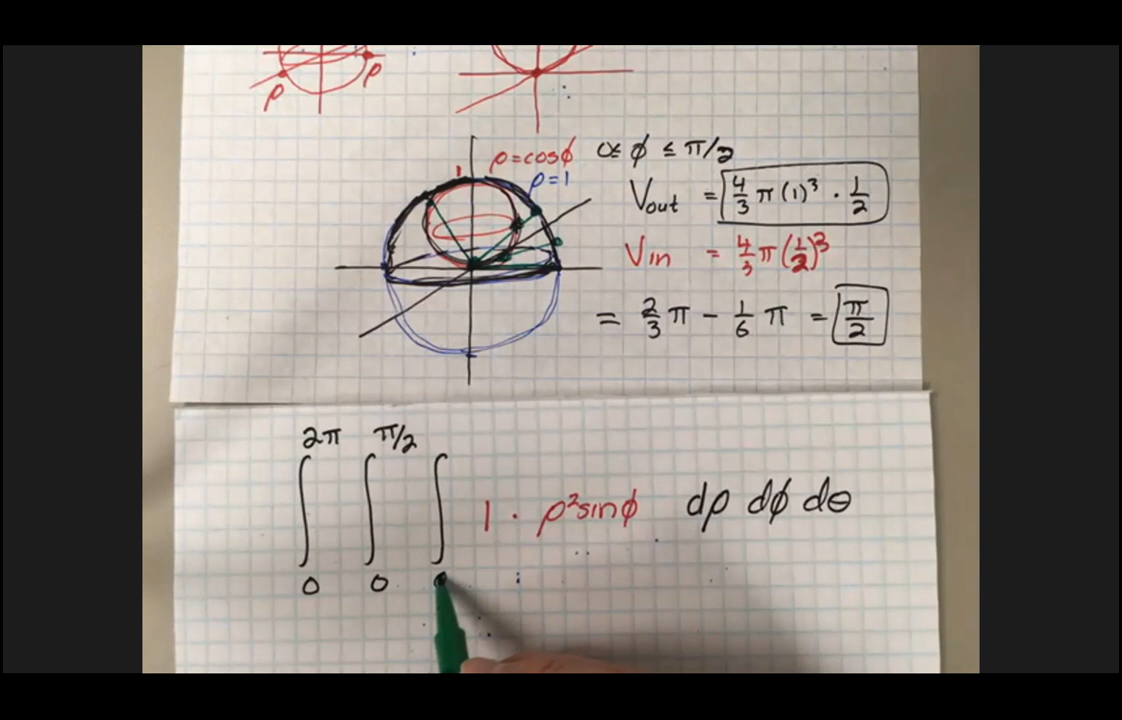 ρ ρ
1 ρ=cosφ 0≤ φ ≤ π/2
ρ=1
V_out = 4/3 π (1)³ · 1/2
V_in = 4/3 π (1/2)³
= 2/3 π - 1/6 π = π/2
2π π/2
∫ ∫ ∫ 1 · ρ²sinφ dρ dφ dθ
0 0